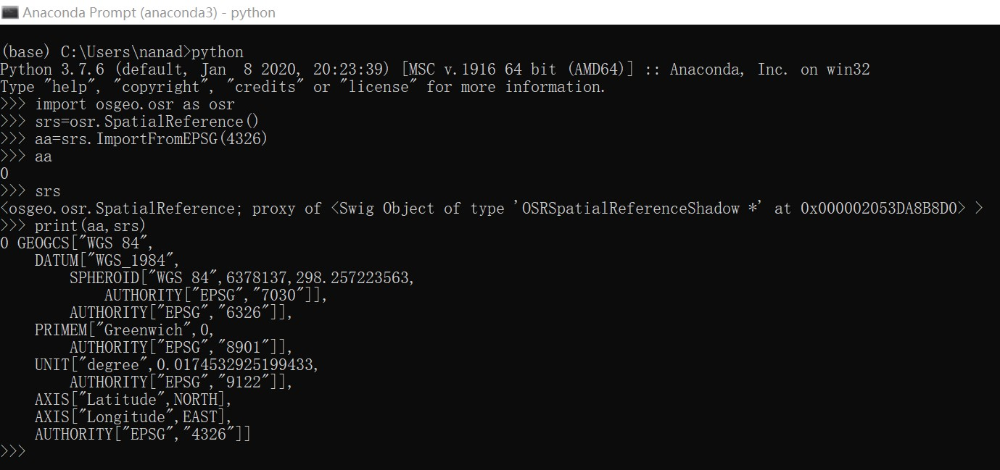 Anaconda Prompt (anaconda3) - python
(base) C:\Users\nanad>python
Python 3.7.6 (default, Jan  8 2020, 20:23:39) [MSC v.1916 64 bit (AMD64)] :: Anaconda, Inc. on win32
Type "help", "copyright", "credits" or "license" for more information.
>>> import osgeo.osr as osr
>>> srs=osr.SpatialReference()
>>> aa=srs.ImportFromEPSG(4326)
>>> aa
0
>>> srs
<osgeo.osr.SpatialReference; proxy of <Swig Object of type 'OSRSpatialReferenceShadow *' at 0x000002053DA8B8D0> >
>>> print(aa,srs)
0 GEOGCS["WGS 84",
    DATUM["WGS_1984",
        SPHEROID["WGS 84",6378137,298.257223563,
            AUTHORITY["EPSG","7030"]],
        AUTHORITY["EPSG","6326"]],
    PRIMEM["Greenwich",0,
        AUTHORITY["EPSG","8901"]],
    UNIT["degree",0.0174532925199433,
        AUTHORITY["EPSG","9122"]],
    AXIS["Latitude",NORTH],
    AXIS["Longitude",EAST],
    AUTHORITY["EPSG","4326"]]
>>>